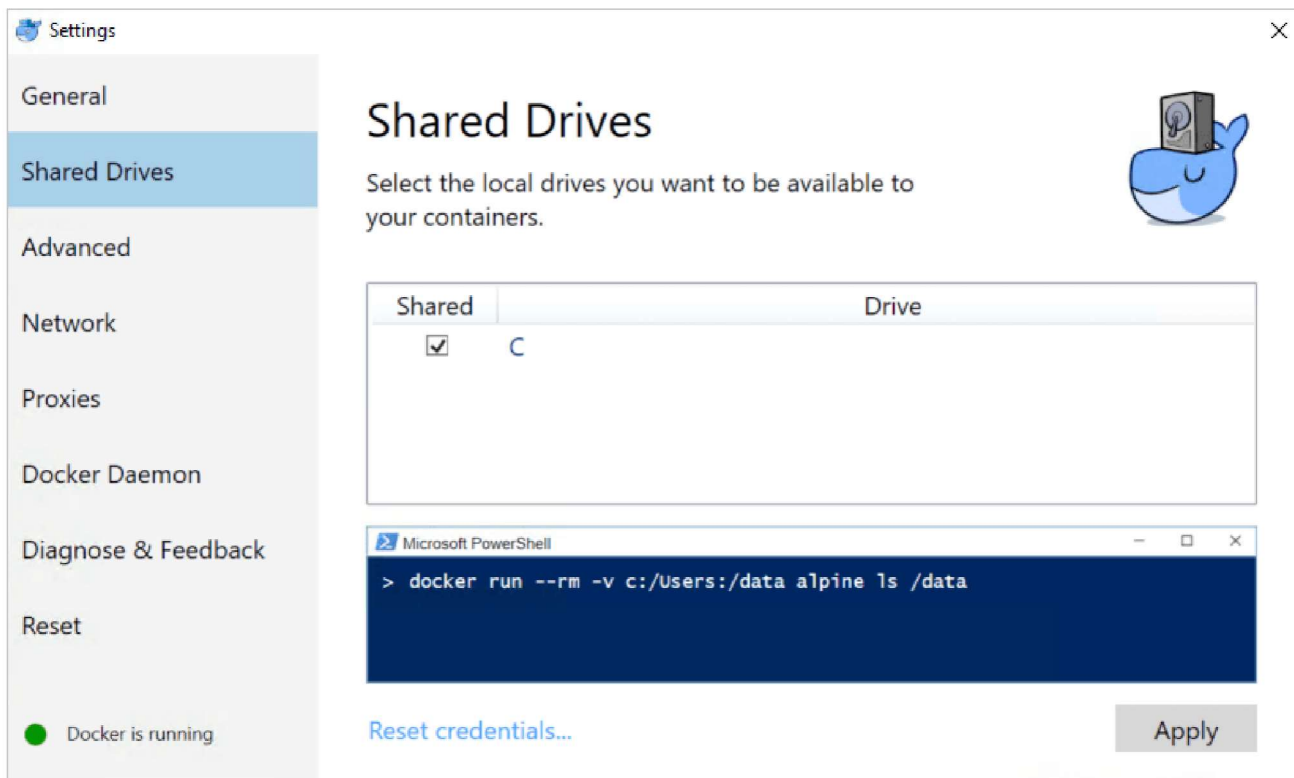 Settings
General
Shared Drives
Advanced
Network
Proxies
Docker Daemon
Diagnose & Feedback
Reset
Docker is running
Shared Drives
Select the local drives you want to be available to
your containers.
Shared Drive
C
Microsoft PowerShell
> docker run --rm -v c:/Users:/data alpine ls /data
Reset credentials...
Apply